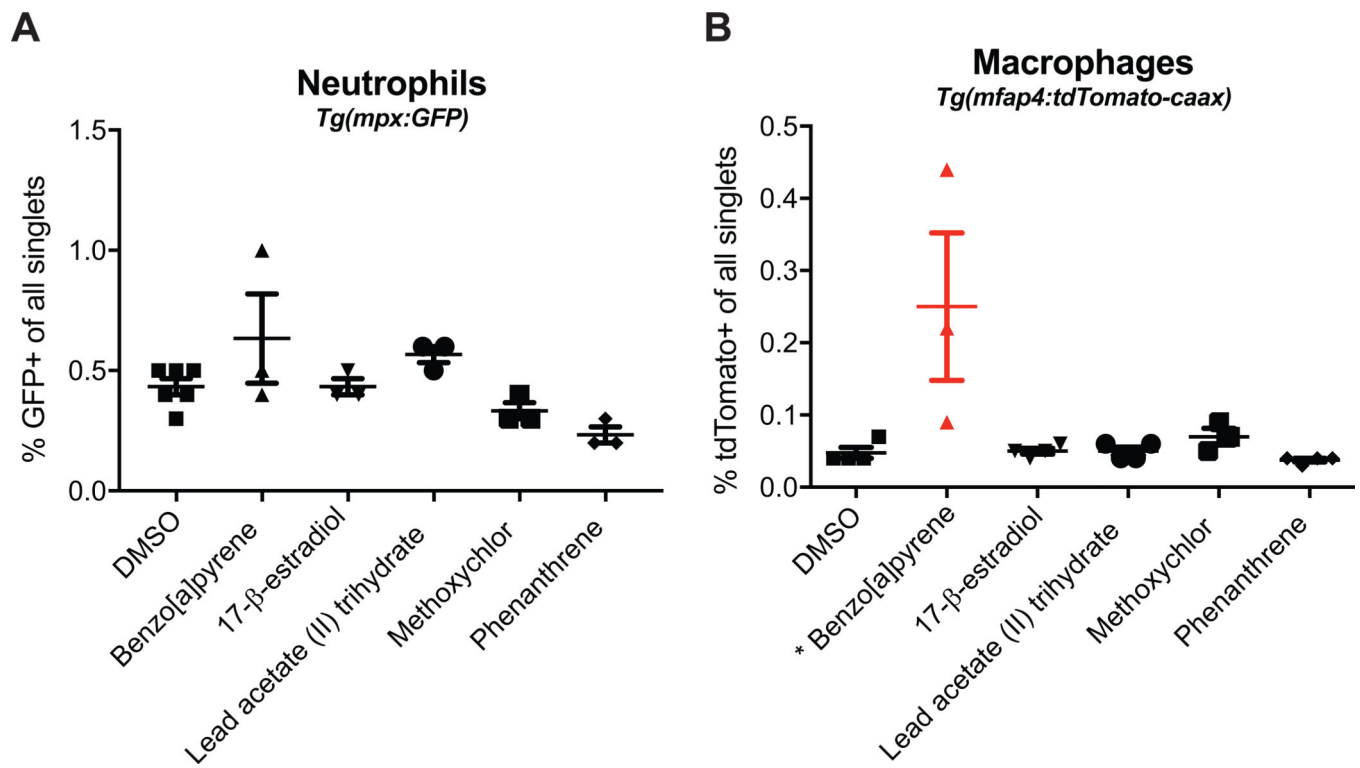 A
Neutrophils
Tg(mpx:GFP)
% GFP+ of all singlets
1.5
1.0
0.5
0.0
DMSO
Benzo[a]pyrene
17-β-estradiol
Lead acetate (II) trihydrate
Methoxychlor
Phenanthrene
B
Macrophages
Tg(mfap4:tdTomato-caax)
% tdTomato+ of all singlets
0.5
0.4
0.3
0.2
0.1
0.0
DMSO
* Benzo[a]pyrene
17-β-estradiol
Lead acetate (II) trihydrate
Methoxychlor
Phenanthrene